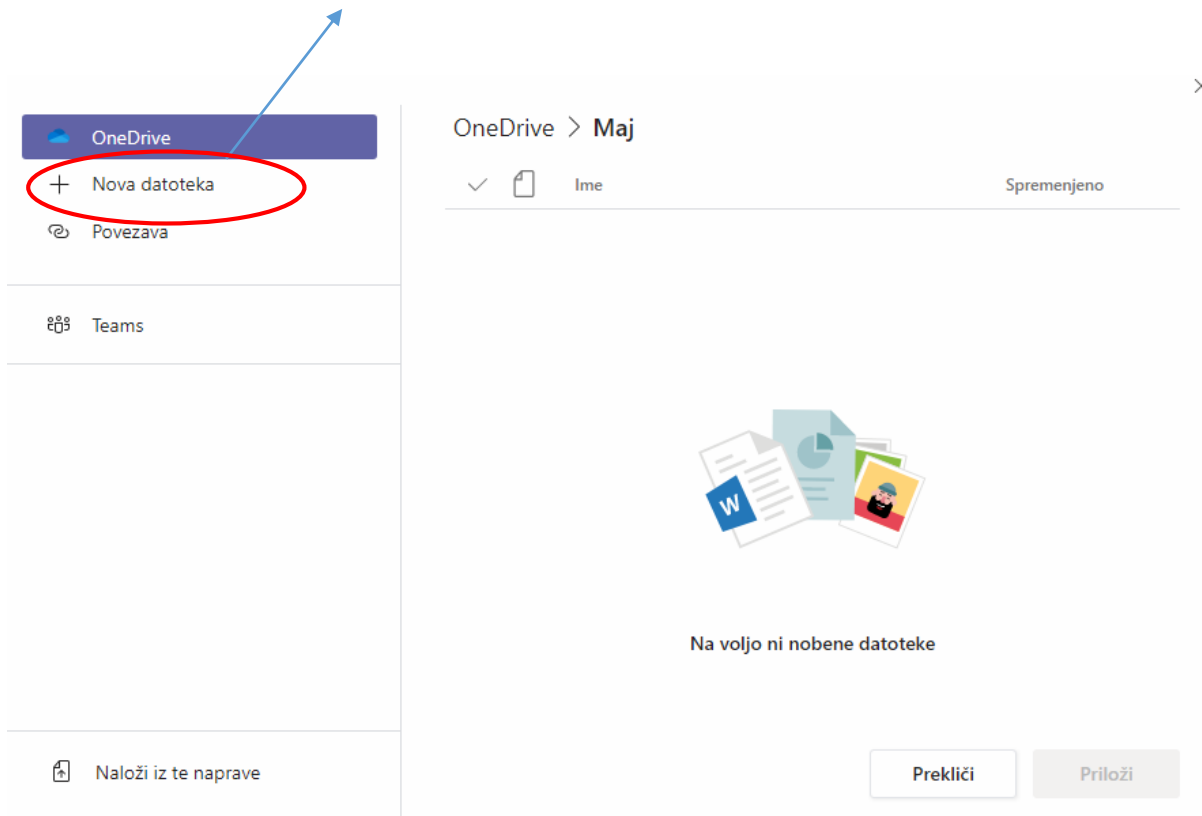 OneDrive
Nova datoteka
Povezava
Teams
Naloži iz te naprave
OneDrive > Maj
Ime Spremenjeno
W
Na voljo ni nobene datoteke
Prekliči Priloži